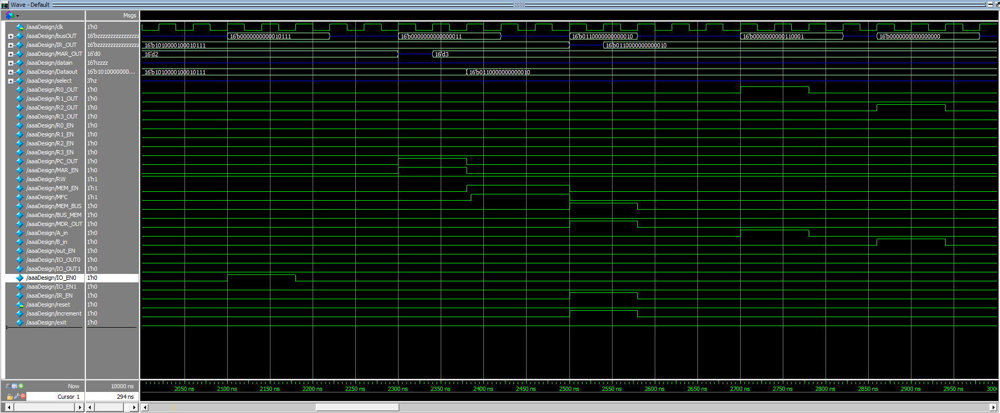 Wave - Default
Msgs
/aaaDesign/clk 1'h0
/aaaDesign/busOUT 16'bzzzzzzzzzzzzzzzz 16'b0000000000010111 16'b0000000000000011 16'b0110000000000010 16'b0000000000110001 16'b0000000000000000
/aaaDesign/IR_OUT 16'bzzzzzzzzzzzzzzzz 16'b1010000100010111 16'b0110000000000010
/aaaDesign/MAR_OUT 16'd0 16'd2 16'd3
/aaaDesign/datain 16'hzzzz
/aaaDesign/Dataout 16'b1010000000... 16'b1010000100010111 16'b0110000000000010
/aaaDesign/select 3'hz
/aaaDesign/R0_OUT 1'h0
/aaaDesign/R1_OUT 1'h0
/aaaDesign/R2_OUT 1'h0
/aaaDesign/R3_OUT 1'h0
/aaaDesign/R0_EN 1'h0
/aaaDesign/R1_EN 1'h0
/aaaDesign/R2_EN 1'h0
/aaaDesign/R3_EN 1'h0
/aaaDesign/PC_OUT 1'h0
/aaaDesign/MAR_EN 1'h0
/aaaDesign/RW 1'h1
/aaaDesign/MEM_EN 1'h1
/aaaDesign/MFC 1'h1
/aaaDesign/MEM_BUS 1'h0
/aaaDesign/BUS_MEM 1'h0
/aaaDesign/MDR_OUT 1'h0
/aaaDesign/A_in 1'h0
/aaaDesign/B_in 1'h0
/aaaDesign/out_EN 1'h0
/aaaDesign/IO_OUT0 1'h0
/aaaDesign/IO_OUT1 1'h0
/aaaDesign/IO_EN0 1'h0
/aaaDesign/IO_EN1 1'h0
/aaaDesign/IR_EN 1'h0
/aaaDesign/reset 1'h0
/aaaDesign/increment 1'h0
/aaaDesign/exit 1'h0
Now 10000 ns 2050 ns 2100 ns 2150 ns 2200 ns 2250 ns 2300 ns 2350 ns 2400 ns 2450 ns 2500 ns 2550 ns 2600 ns 2650 ns 2700 ns 2750 ns 2800 ns 2850 ns 2900 ns 2950 ns 3000
Cursor 1 294 ns